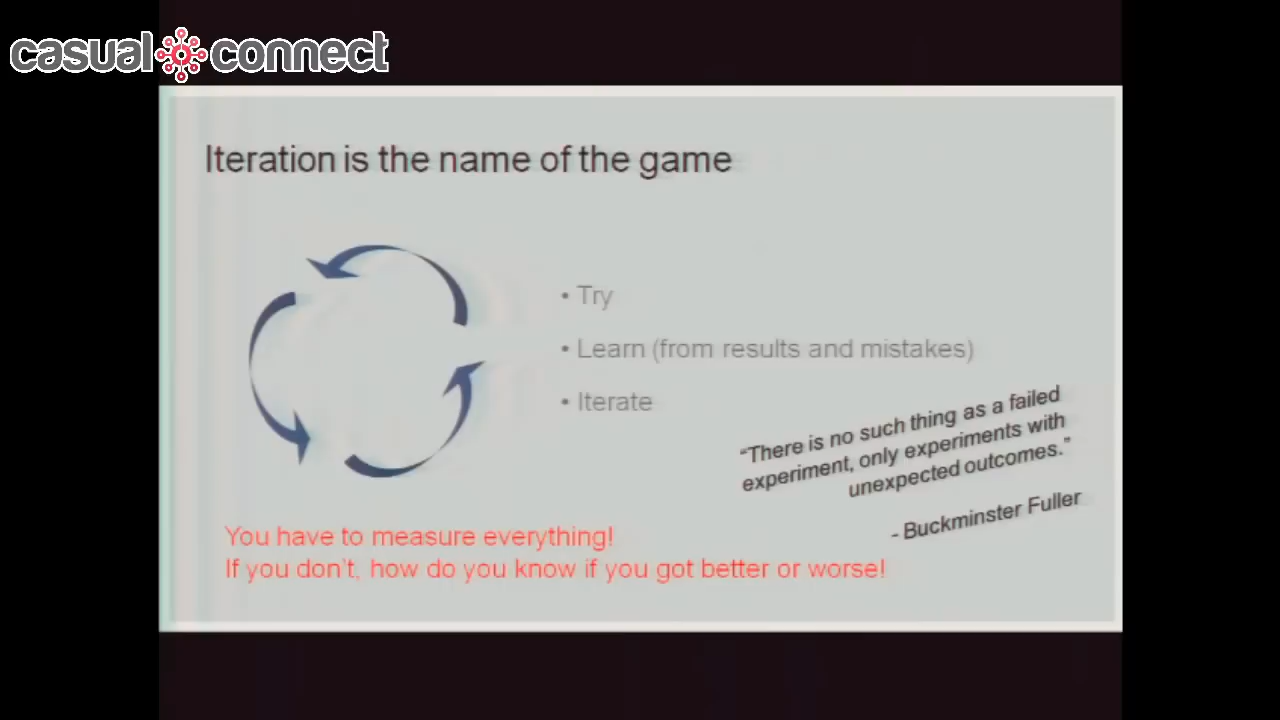 casual connect
Iteration is the name of the game
• Try
• Learn (from results and mistakes)
• Iterate
“There is no such thing as a failed
experiment, only experiments with
unexpected outcomes.”
- Buckminster Fuller
You have to measure everything!
If you don't, how do you know if you got better or worse!